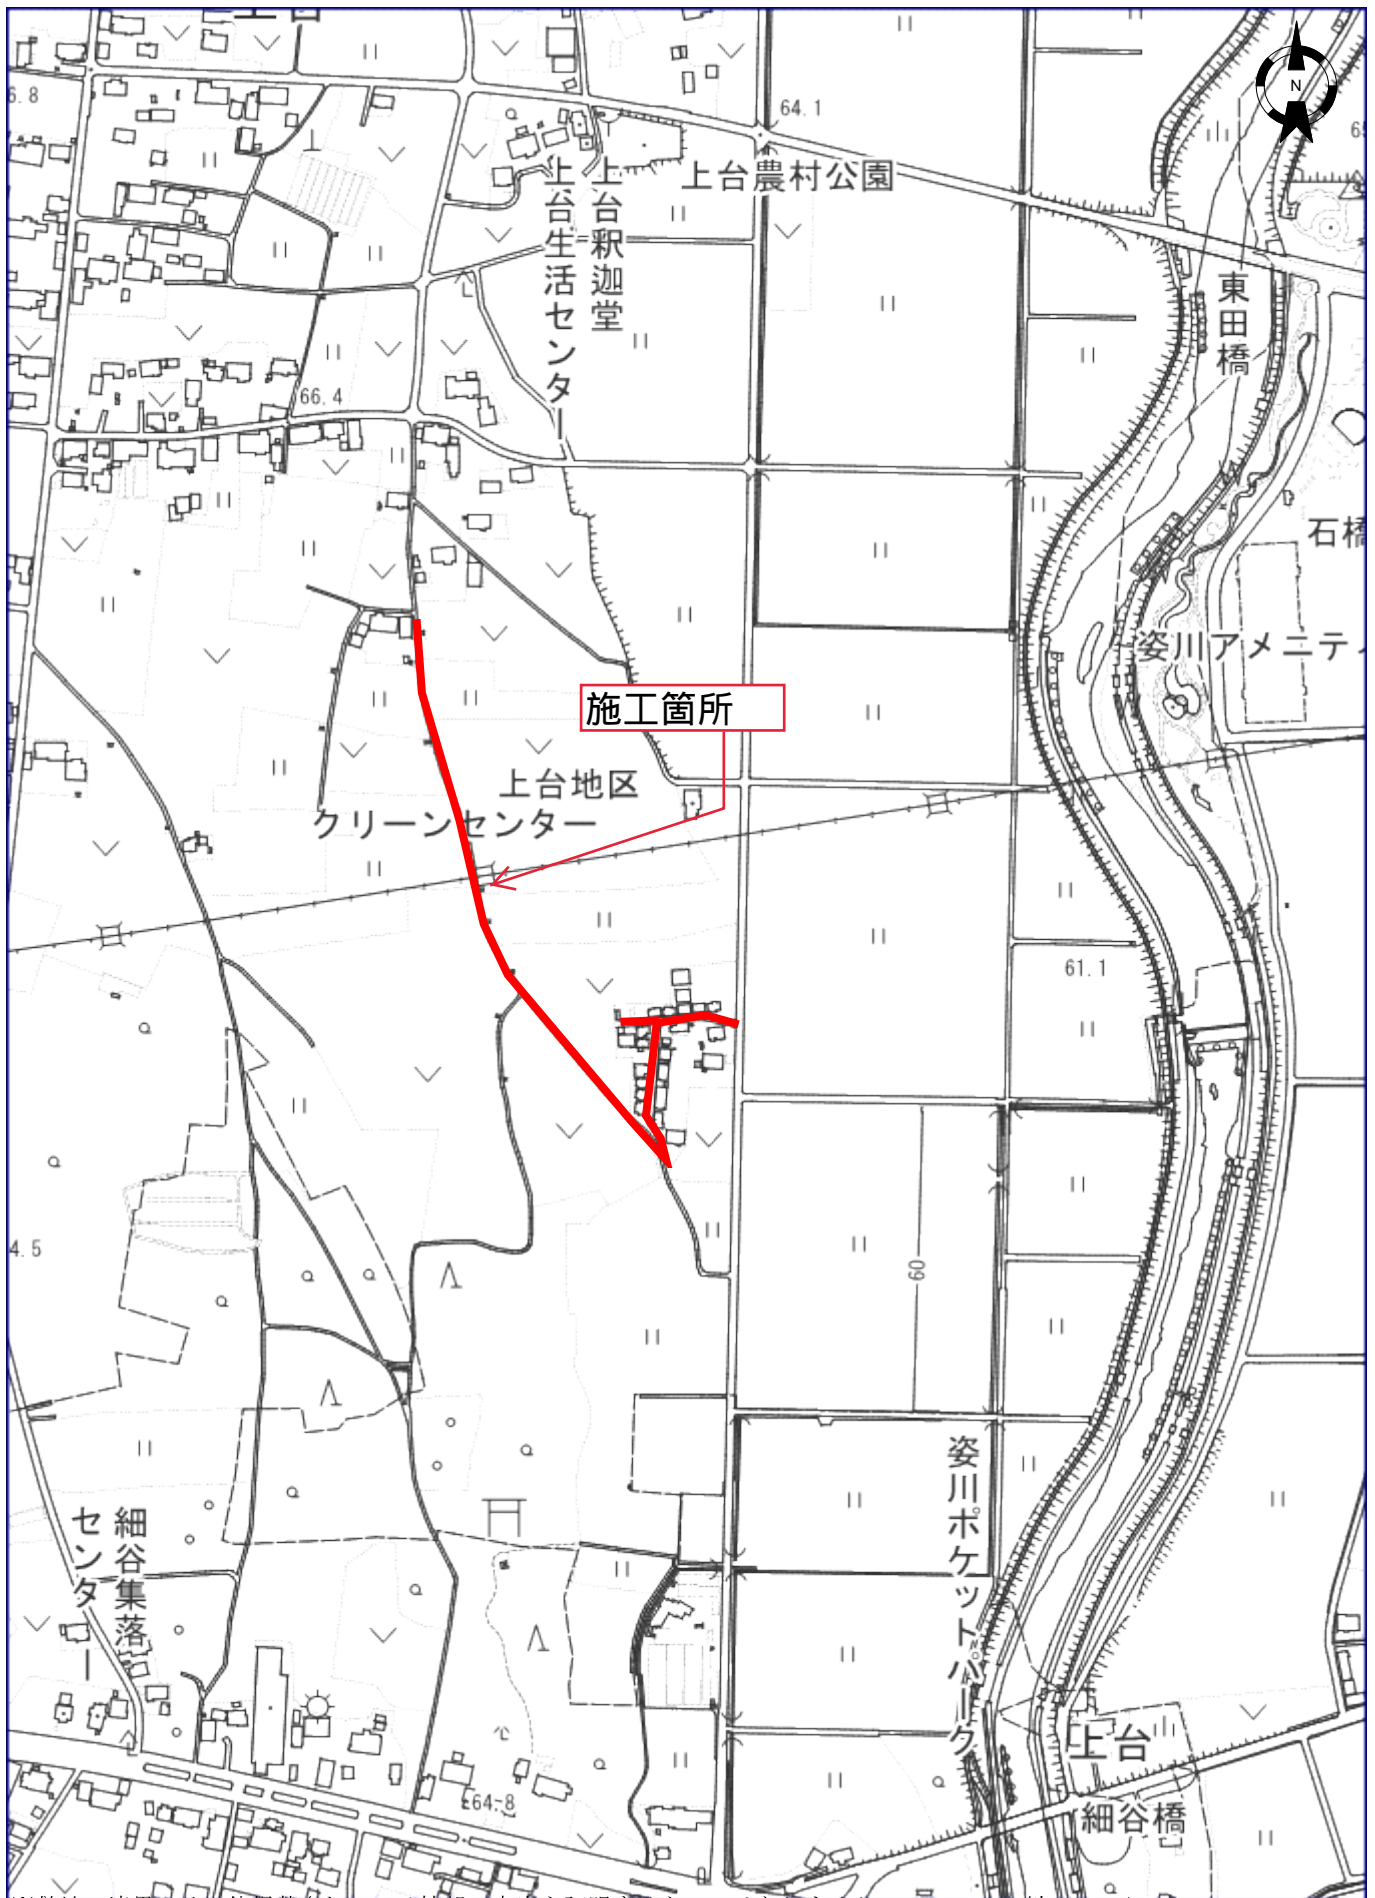 N
6.8
64.1
上台農村公園
上台釈迦堂
上台生活センター
東田橋
66.4
石橋
姿川アメニティ
施工箇所
上台地区
クリーンセンター
61.1
4.5
60
姿川ポケットパーク
細谷集落
センター
上台
64.8
細谷橋